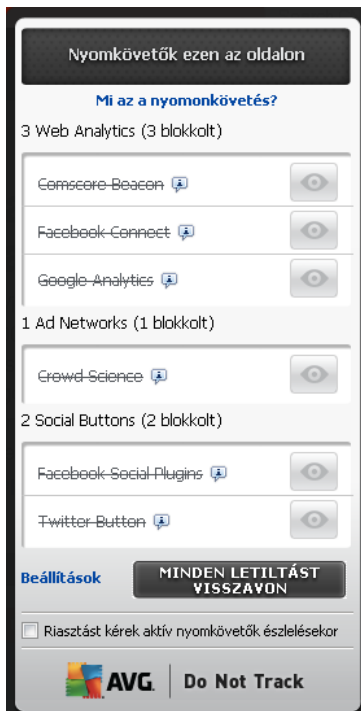 Nyomkövetők ezen az oldalon
Mi az a nyomonkövetés?
3 Web Analytics (3 blokkolt)
Comscore Beacon
Facebook Connect
Google Analytics
1 Ad Networks (1 blokkolt)
Crowd Science
2 Social Buttons (2 blokkolt)
Facebook Social Plugins
Twitter Button
Beállítások
MINDEN LETILTÁST
VISSZAVON
Riasztást kérek aktív nyomkövetők észlelésekor
AVG. Do Not Track